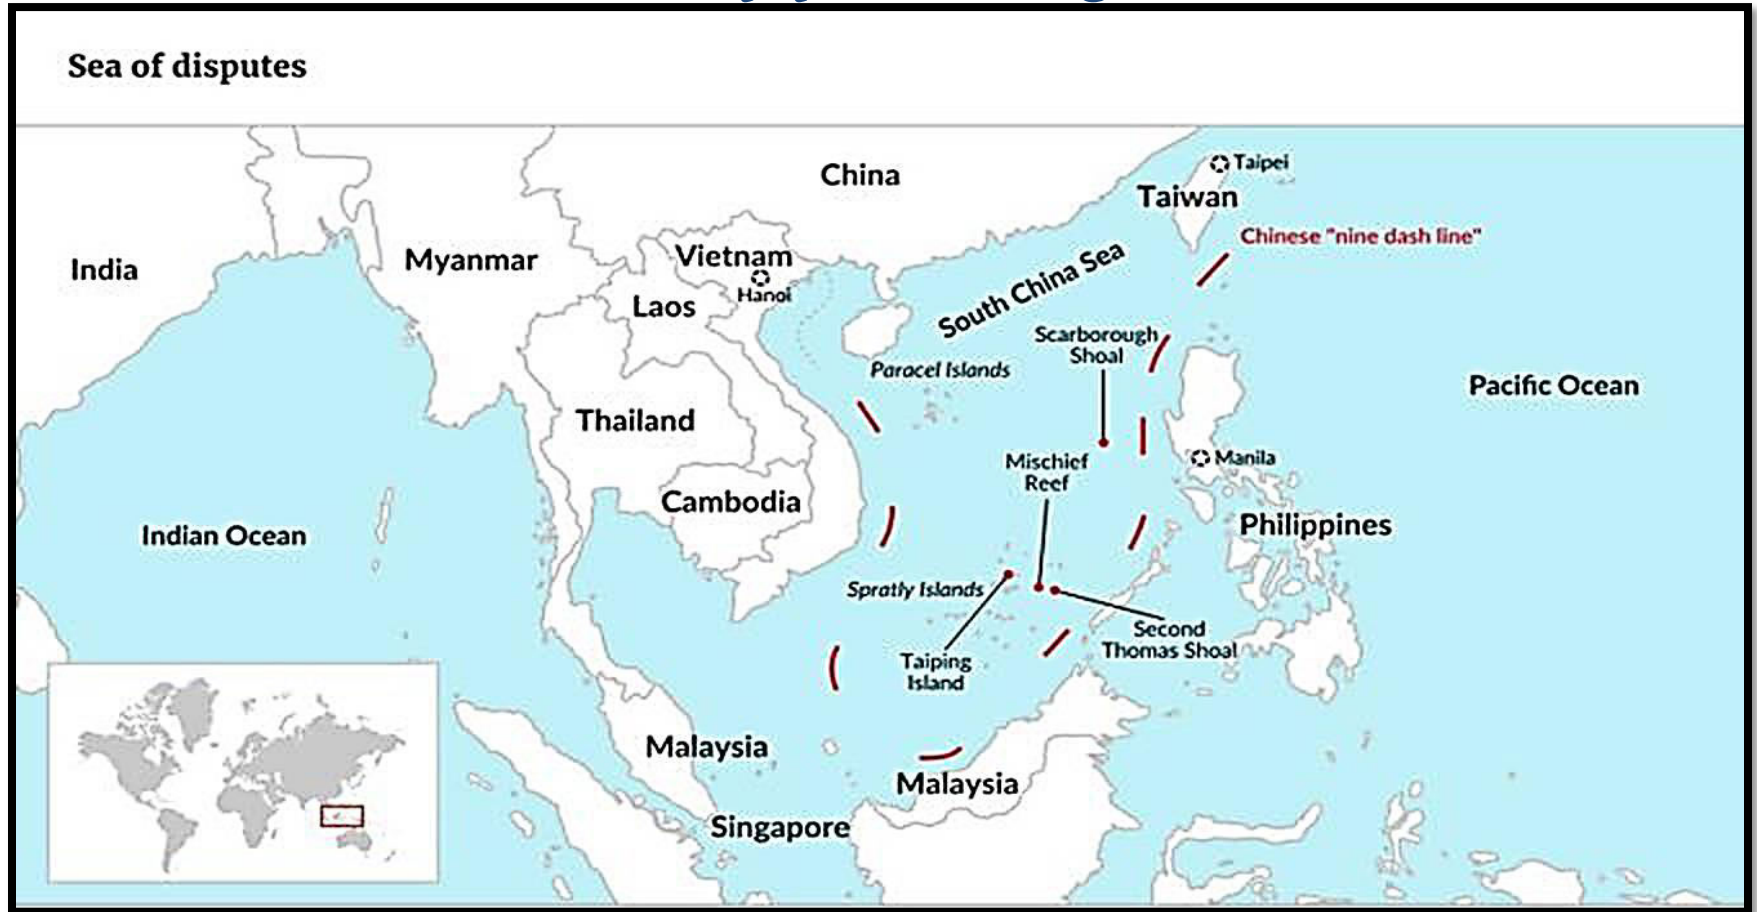 Sea of disputes
China
Taipei
Taiwan
Chinese "nine dash line"
India
Myanmar
Vietnam
Hanoi
Laos
South China Sea
Scarborough
Shoal
Paracel Islands
Pacific Ocean
Thailand
Mischief
Reef
Manila
Cambodia
Indian Ocean
Philippines
Spratly Islands
Second
Thomas Shoal
Taiping
Island
Malaysia
Malaysia
Singapore